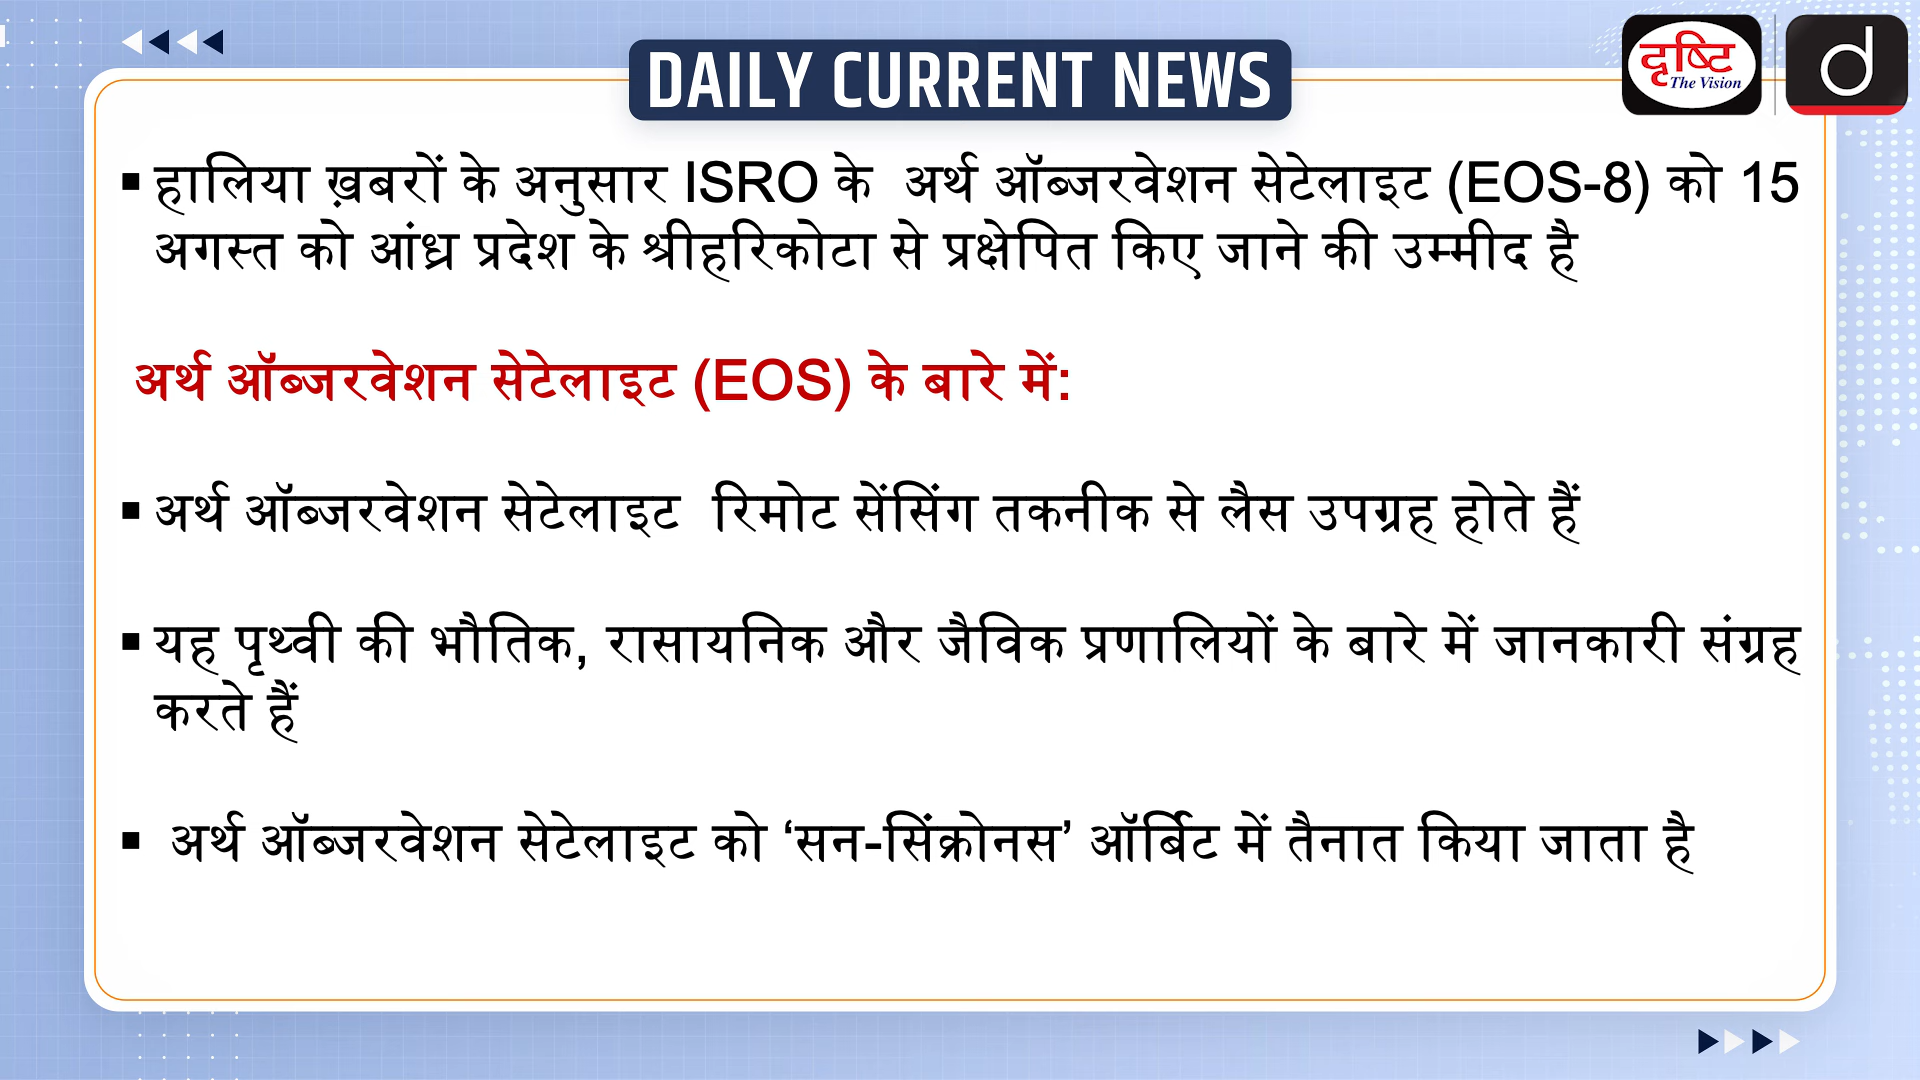 DAILY CURRENT NEWS
दृष्टि
The Vision
d
▪ हालिया ख़बरों के अनुसार ISRO के अर्थ ऑब्जरवेशन सेटेलाइट (EOS-8) को 15
अगस्त को आंध्र प्रदेश के श्रीहरिकोटा से प्रक्षेपित किए जाने की उम्मीद है
अर्थ ऑब्जरवेशन सेटेलाइट (EOS) के बारे में:
▪ अर्थ ऑब्जरवेशन सेटेलाइट रिमोट सेंसिंग तकनीक से लैस उपग्रह होते हैं
▪ यह पृथ्वी की भौतिक, रासायनिक और जैविक प्रणालियों के बारे में जानकारी संग्रह
करते हैं
▪ अर्थ ऑब्जरवेशन सेटेलाइट को ‘सन-सिंक्रोनस’ ऑर्बिट में तैनात किया जाता है